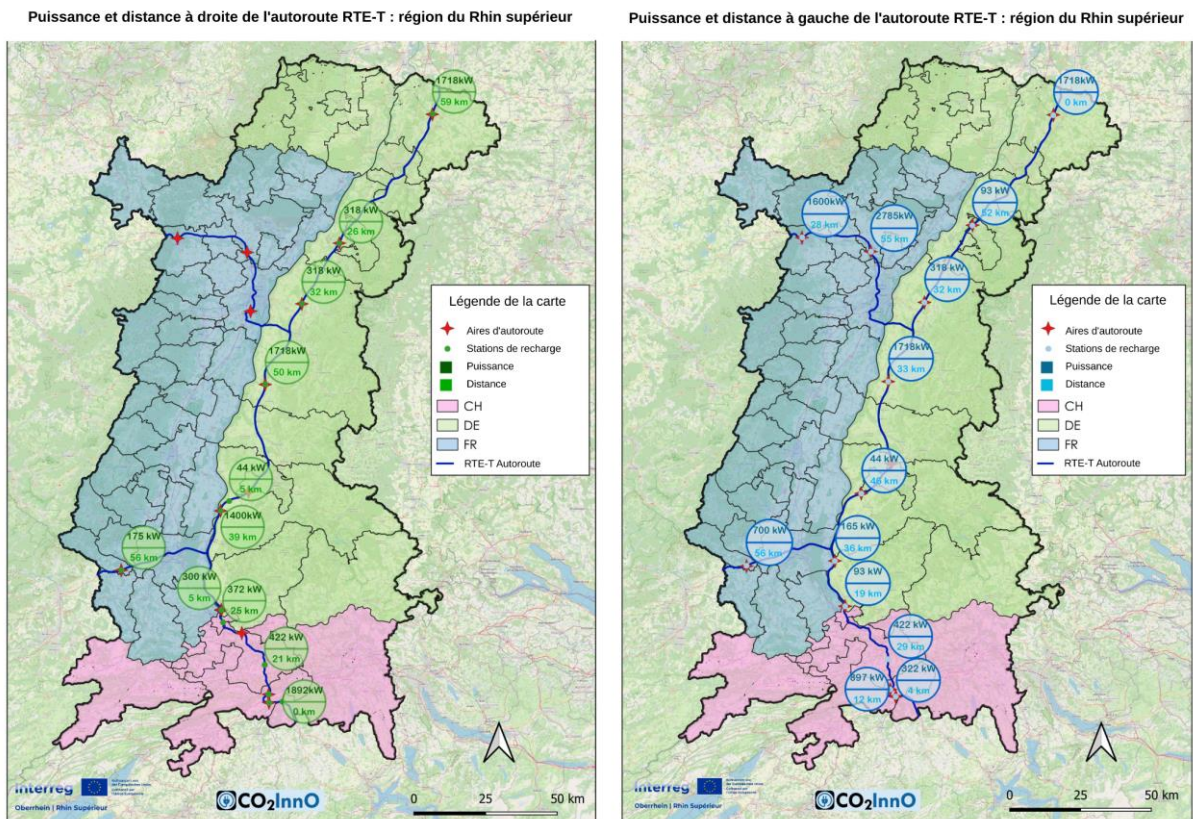 Puissance et distance à droite de l'autoroute RTE-T : région du Rhin supérieur
1718kW
59 km
318 kW
26 km
318 kW
32 km
1718kW
50 km
44 kW
5 km
1400kW
39 km
175 kW
56 km
300 kW
5 km
372 kW
25 km
422 kW
21 km
1892kW
0 km
Légende de la carte
Aires d'autoroute
Stations de recharge
Puissance
Distance
CH
DE
FR
RTE-T Autoroute
Interreg
Oberrhein | Rhin Supérieur
CO₂InnO
0 25 50 km
Puissance et distance à gauche de l'autoroute RTE-T : région du Rhin supérieur
1718kW
0 km
93 kW
52 km
1600kW
28 km
2785kW
55 km
318 kW
32 km
1718kW
33 km
44 kW
46 km
165 kW
36 km
700 kW
56 km
93 kW
19 km
422 kW
29 km
322 kW
4 km
897 kW
12 km
Légende de la carte
Aires d'autoroute
Stations de recharge
Puissance
Distance
CH
DE
FR
RTE-T Autoroute
Interreg
Oberrhein | Rhin Supérieur
CO₂InnO
0 25 50 km